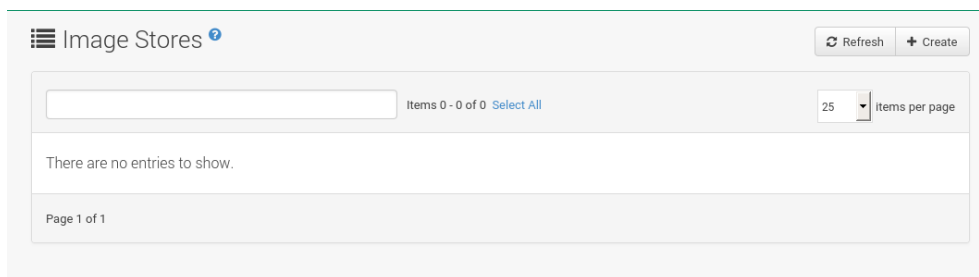 Image Stores ?
Refresh + Create
Items 0 - 0 of 0 Select All 25 items per page
There are no entries to show.
Page 1 of 1